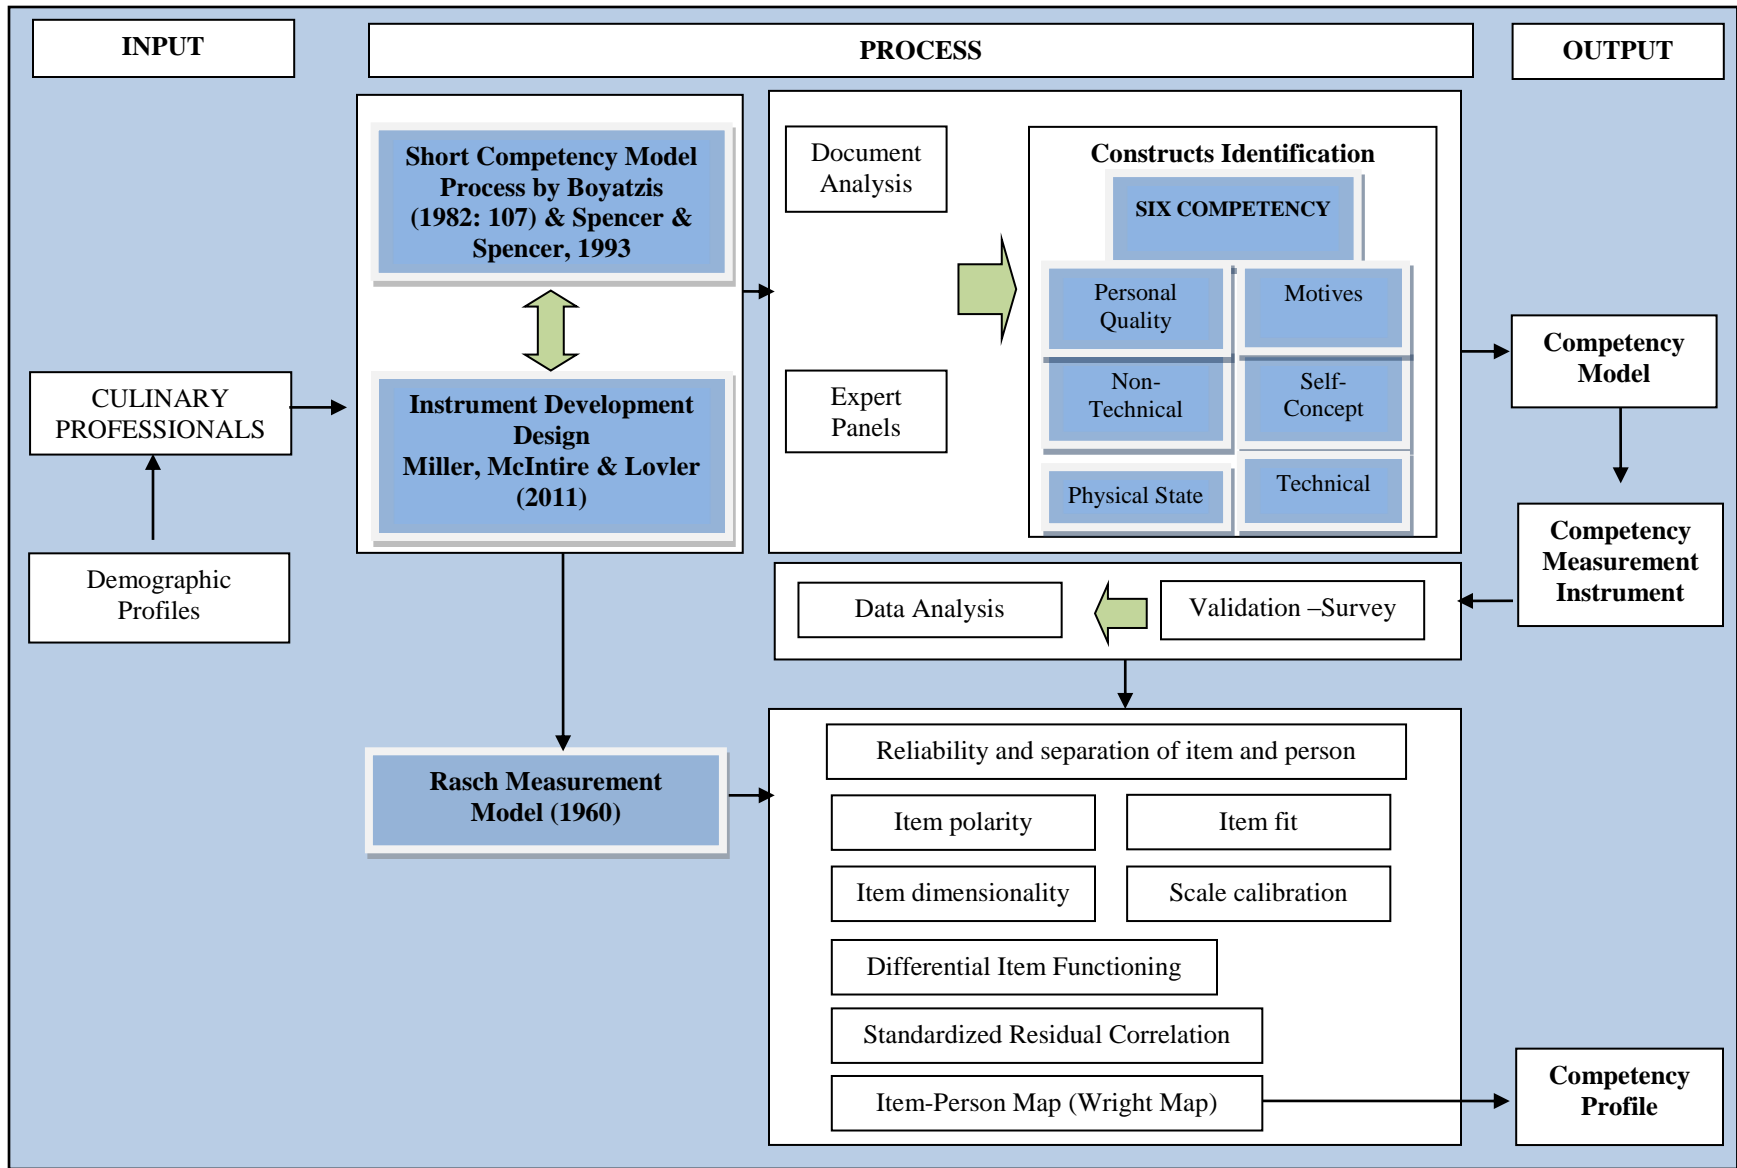 INPUT
PROCESS
OUTPUT
CULINARY
PROFESSIONALS
Demographic
Profiles
Short Competency Model
Process by Boyatzis
(1982: 107) & Spencer &
Spencer, 1993
Instrument Development
Design
Miller, McIntire & Lovler
(2011)
Rasch Measurement
Model (1960)
Document
Analysis
Expert
Panels
Constructs Identification
SIX COMPETENCY
Personal
Quality
Motives
Non-
Technical
Self-
Concept
Physical State
Technical
Data Analysis
Validation –Survey
Reliability and separation of item and person
Item polarity
Item fit
Item dimensionality
Scale calibration
Differential Item Functioning
Standardized Residual Correlation
Item-Person Map (Wright Map)
Competency
Model
Competency
Measurement
Instrument
Competency
Profile